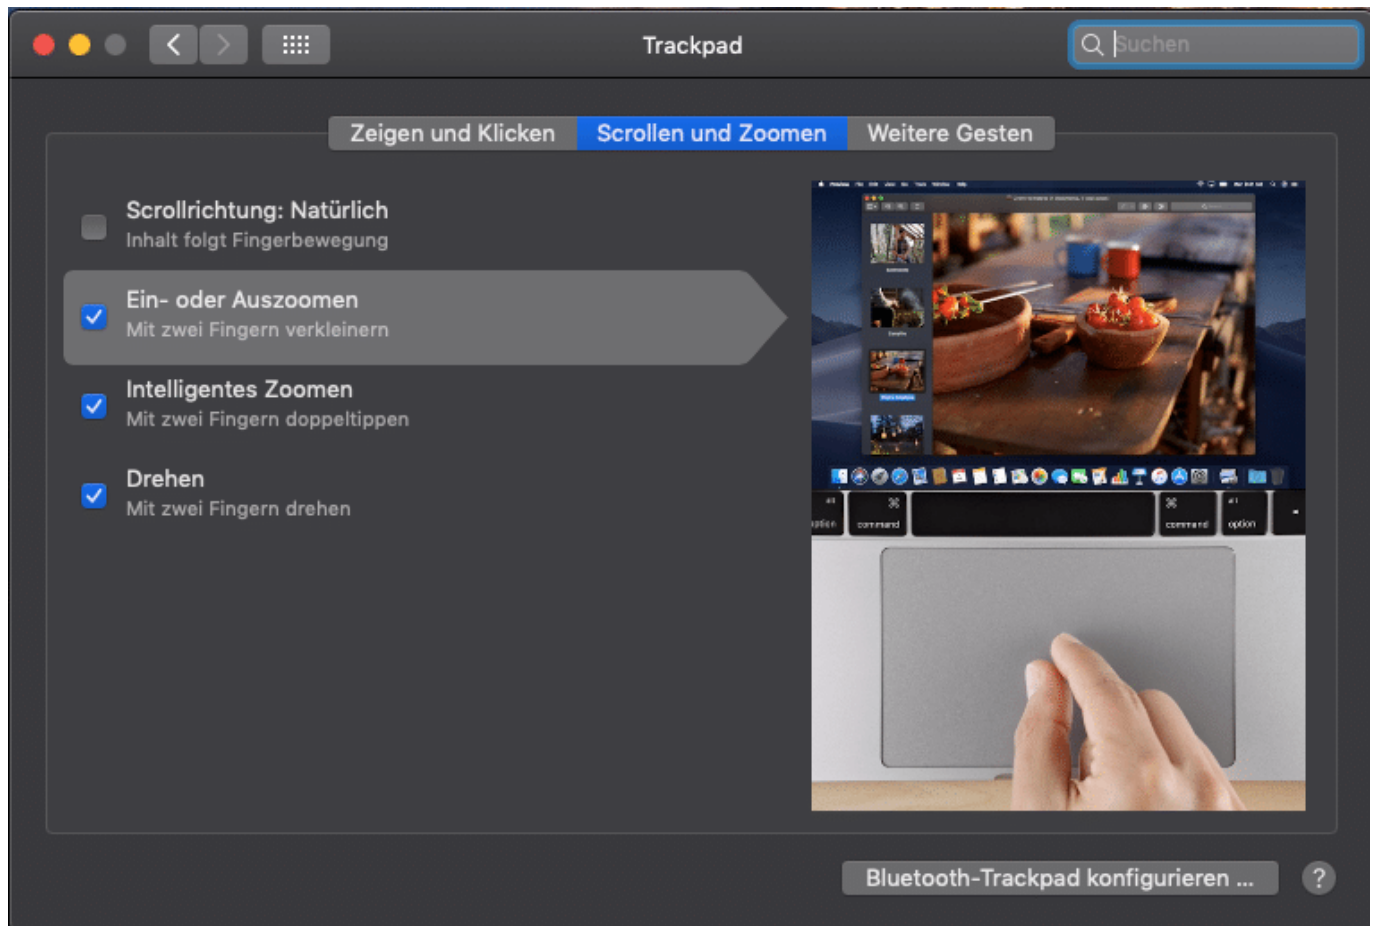 Trackpad
Suchen
Zeigen und Klicken
Scrollen und Zoomen
Weitere Gesten
Scrollrichtung: Natürlich
Inhalt folgt Fingerbewegung
Ein- oder Auszoomen
Mit zwei Fingern verkleinern
Intelligentes Zoomen
Mit zwei Fingern doppeltippen
Drehen
Mit zwei Fingern drehen
command
command
option
Bluetooth-Trackpad konfigurieren ...
?